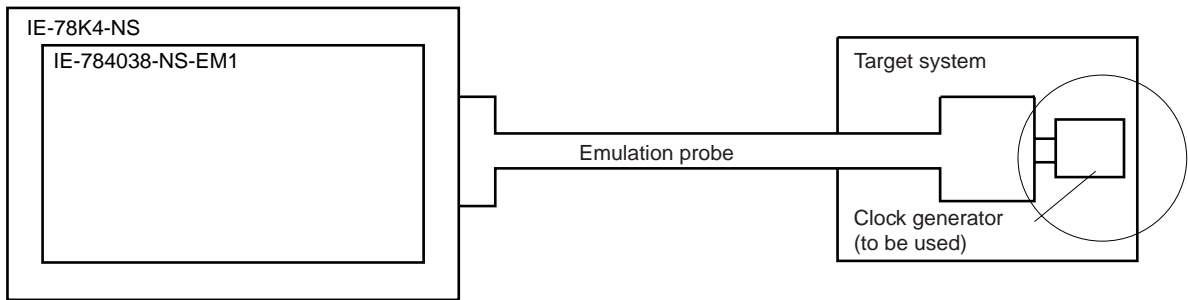 IE-78K4-NS
IE-784038-NS-EM1
Target system
Emulation probe
Clock generator
(to be used)